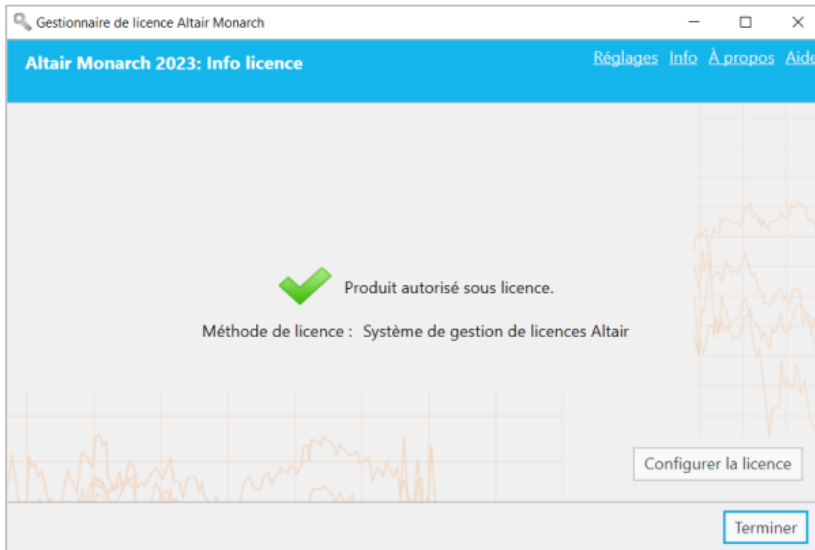 Gestionnaire de licence Altair Monarch
Altair Monarch 2023: Info licence
Réglages Info À propos Aide
Produit autorisé sous licence.
Méthode de licence : Système de gestion de licences Altair
Configurer la licence
Terminer